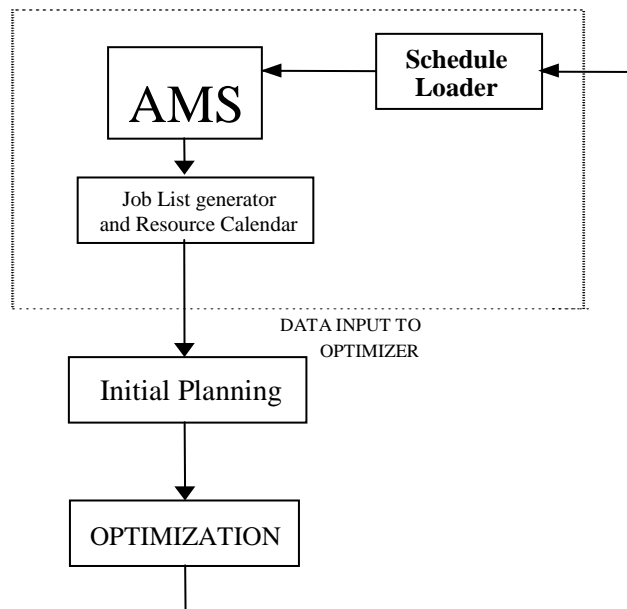 Schedule
Loader
AMS
Job List generator
and Resource Calendar
DATA INPUT TO
OPTIMIZER
Initial Planning
OPTIMIZATION